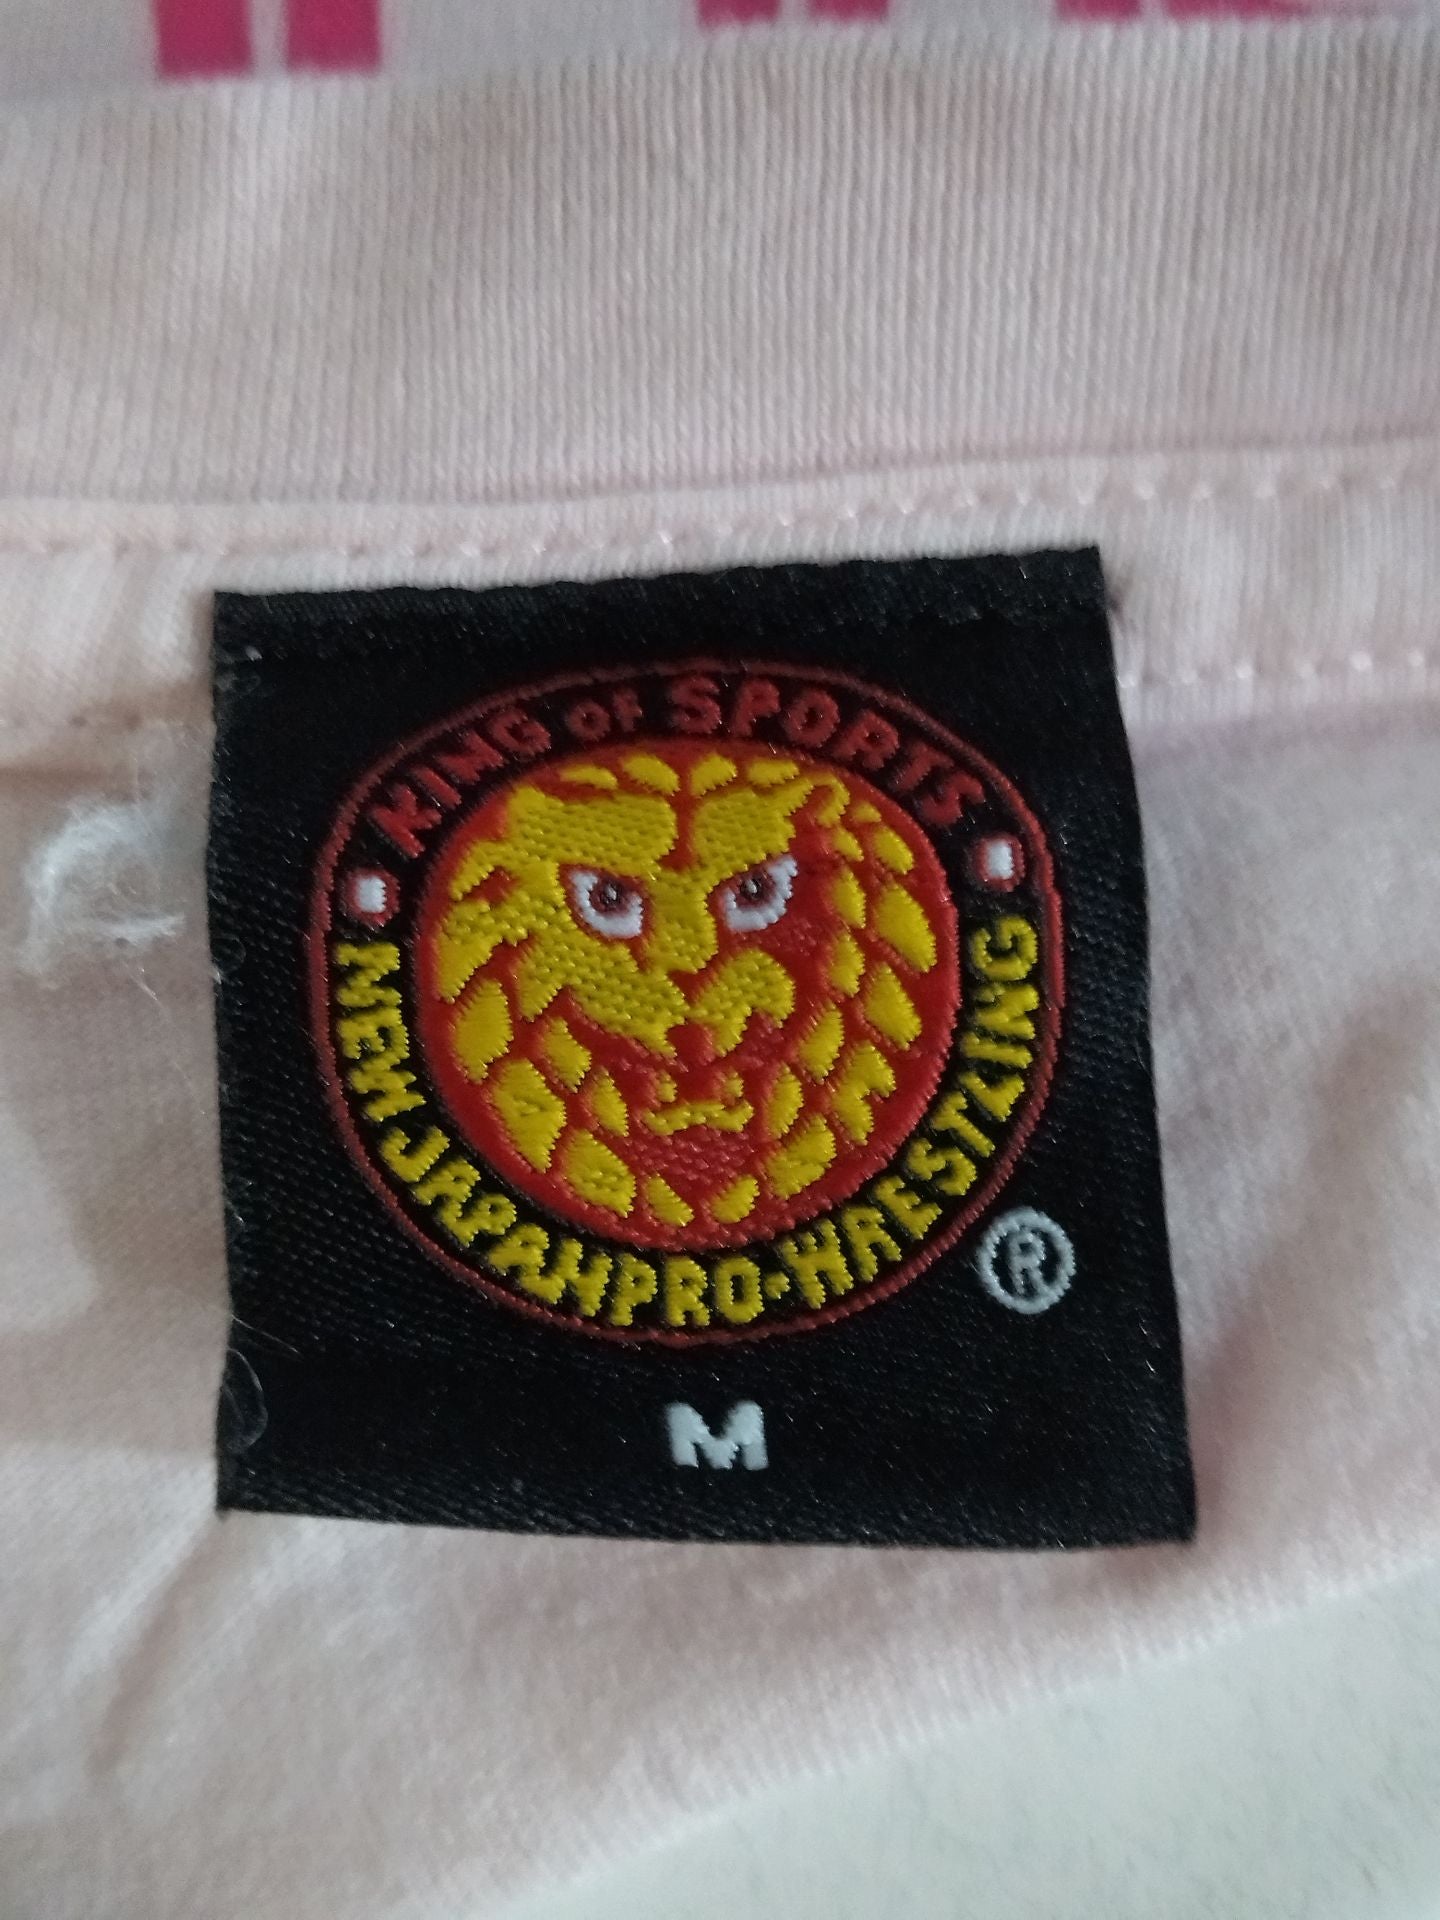 KING OF SPORTS
NEW JAPAN PRO-WRESTLING
®
M